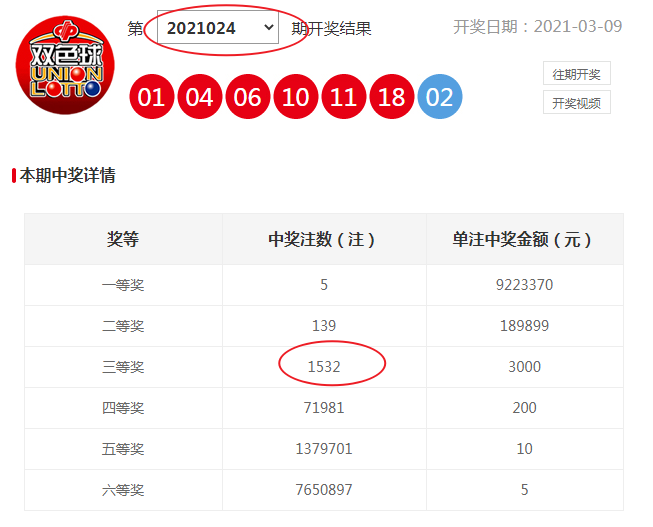 双色球
UNION
LOTTO
第 2021024 期开奖结果
开奖日期：2021-03-09
01 04 06 10 11 18 02
往期开奖
开奖视频
本期中奖详情
奖等 中奖注数（注） 单注中奖金额（元）
一等奖 5 9223370
二等奖 139 189899
三等奖 1532 3000
四等奖 71981 200
五等奖 1379701 10
六等奖 7650897 5